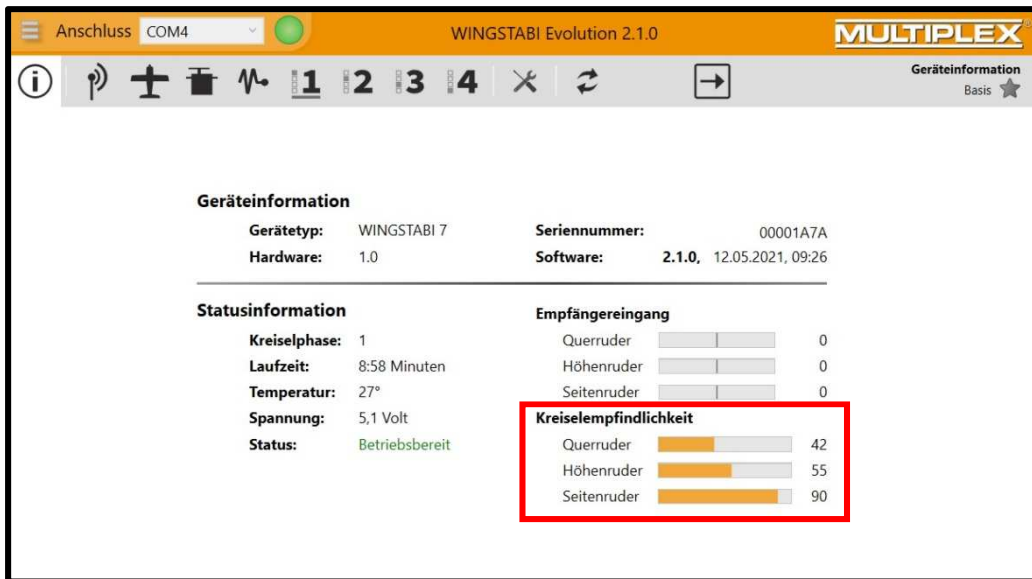 Anschluss COM4 WINGSTABI Evolution 2.1.0 MULTIPLEX®
1 2 3 4 Geräteinformation
Basis
Geräteinformation
Gerätetyp: WINGSTABI 7 Seriennummer: 00001A7A
Hardware: 1.0 Software: 2.1.0, 12.05.2021, 09:26
Statusinformation Empfängereingang
Kreiselphase: 1 Querruder 0
Laufzeit: 8:58 Minuten Höhenruder 0
Temperatur: 27° Seitenruder 0
Spannung: 5,1 Volt Kreiselempfindlichkeit
Status: Betriebsbereit Querruder 42
Höhenruder 55
Seitenruder 90